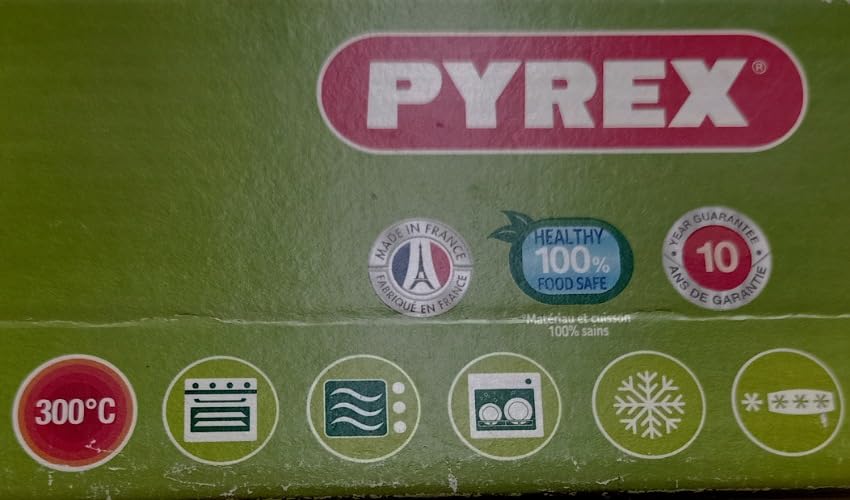 PYREX®
MADE IN FRANCE
FABRIQUÉ EN FRANCE
HEALTHY
100%
FOOD SAFE
*Matériau et cuisson
100% sains
YEAR GUARANTEE
10
ANS DE GARANTIE
300°C